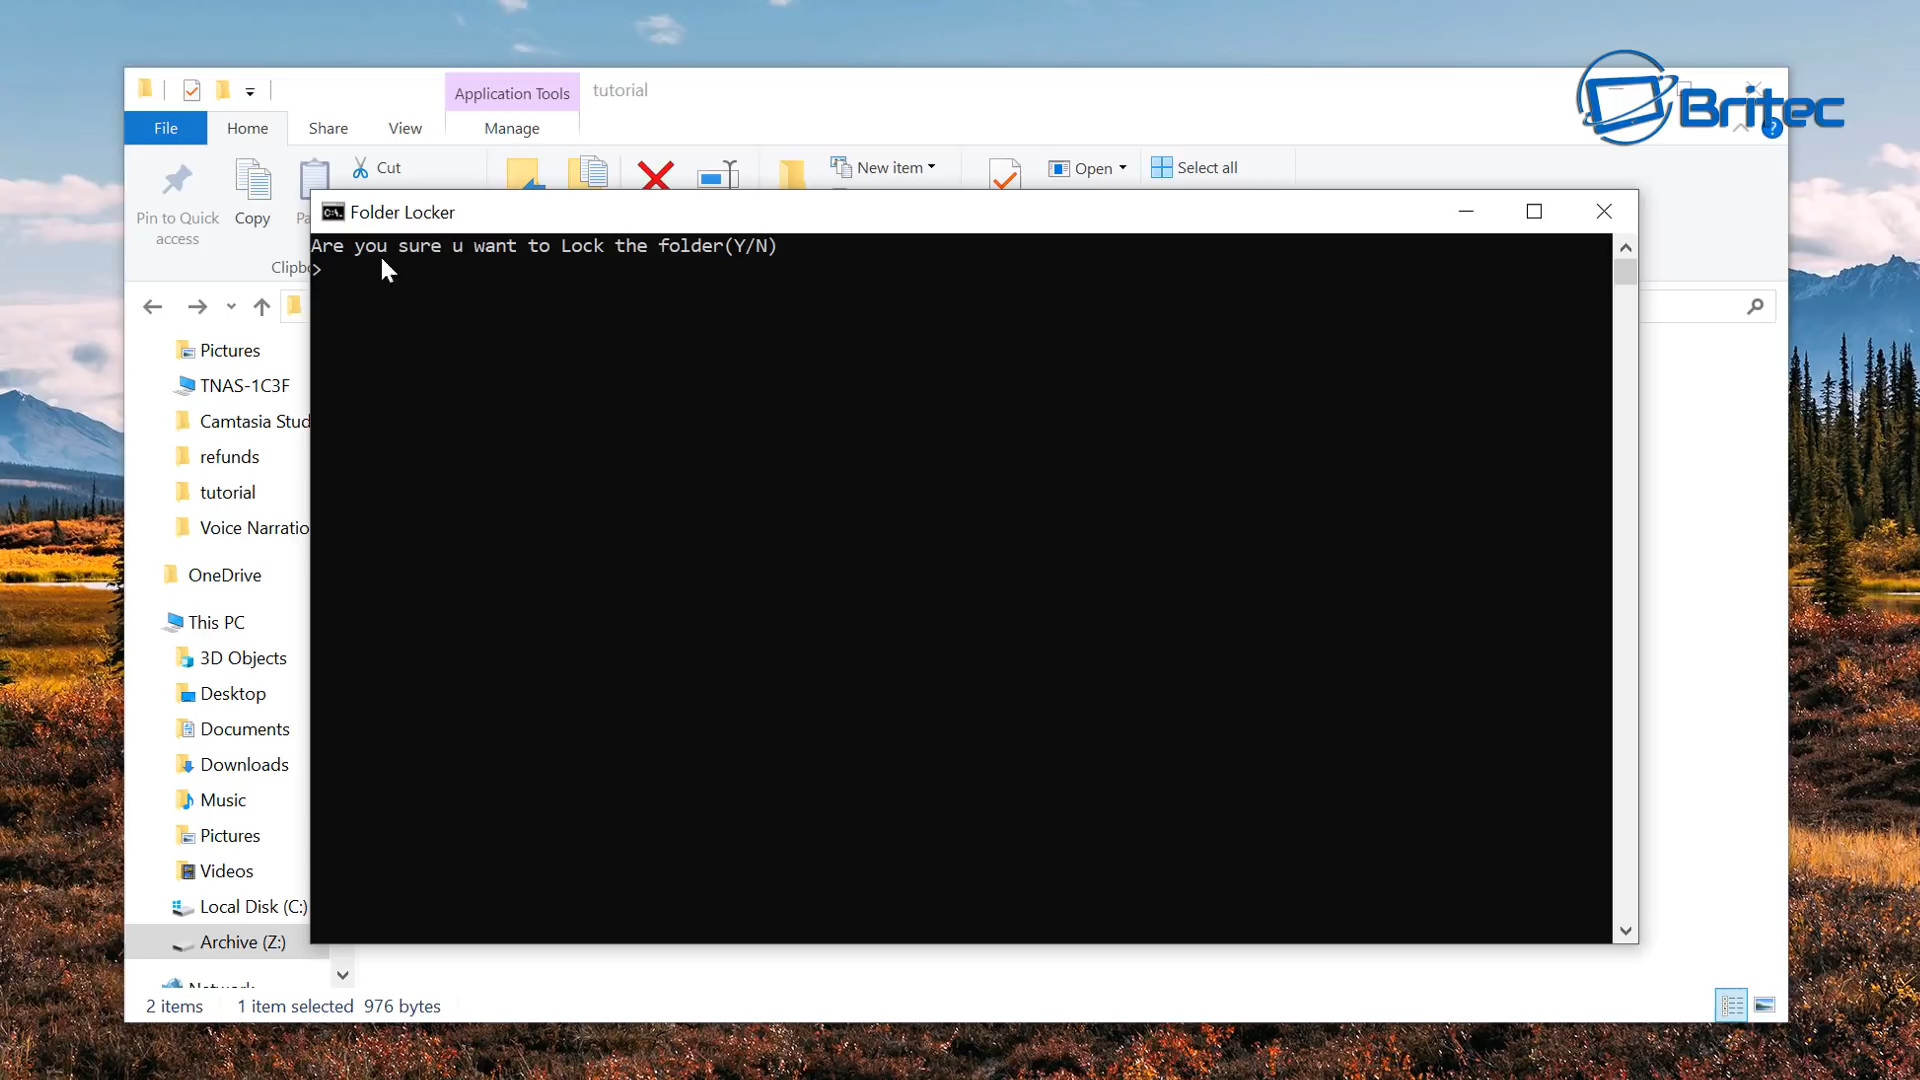 Application Tools
tutorial
Britec
File
Home
Share
View
Manage
Pin to Quick
access
Copy
Cut
New item
Open
Select all
Folder Locker
Are you sure u want to Lock the folder(Y/N)
>
Pictures
TNAS-1C3F
Camtasia Stud
refunds
tutorial
Voice Narratio
OneDrive
This PC
3D Objects
Desktop
Documents
Downloads
Music
Pictures
Videos
Local Disk (C:)
Archive (Z:)
Network
2 items
1 item selected
976 bytes